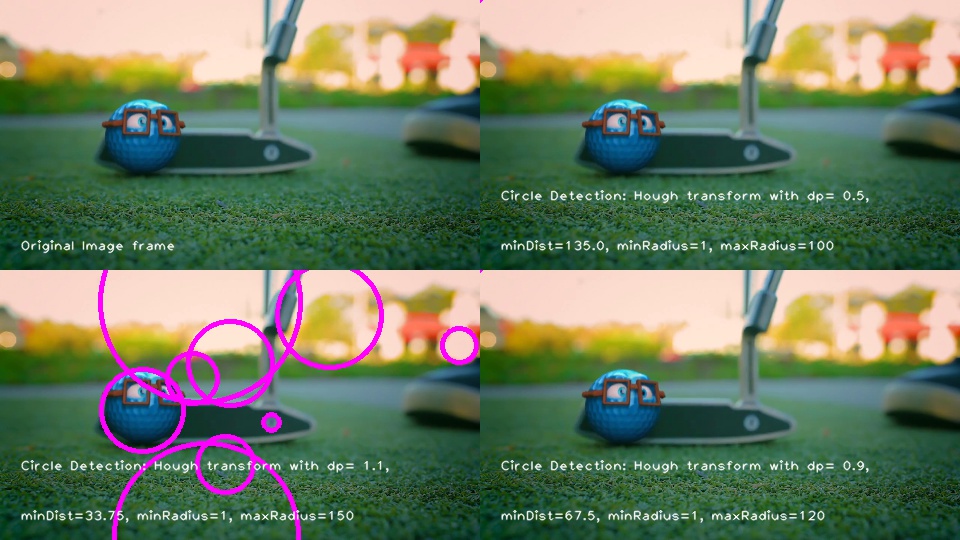 Original Image frame
Circle Detection: Hough transform with dp= 0.5,
minDist=135.0, minRadius=1, maxRadius=100
Circle Detection: Hough transform with dp= 1.1,
minDist=33.75, minRadius=1, maxRadius=150
Circle Detection: Hough transform with dp= 0.9,
minDist=67.5, minRadius=1, maxRadius=120